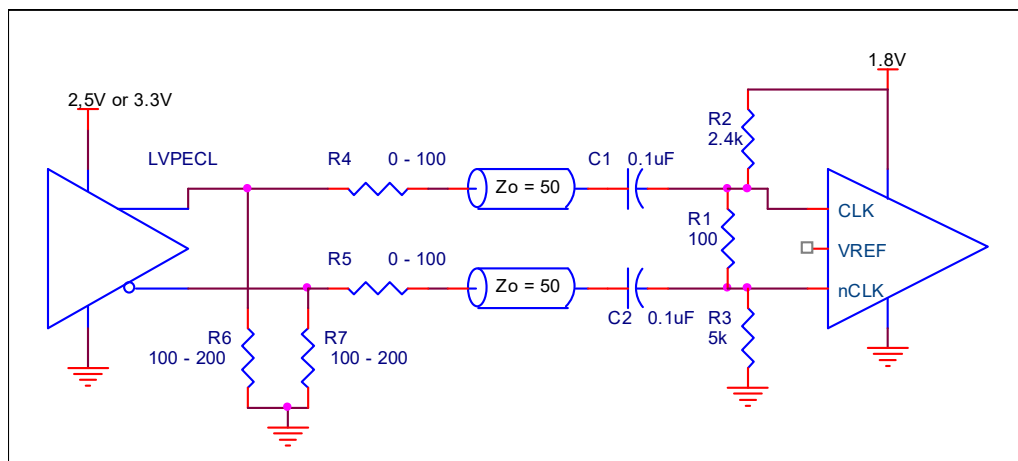 1.8V
2,5V or 3.3V
R2
2.4k
LVPECL
R4 0 - 100
C1 0.1uF
Zo = 50
CLK
R1
100
VREF
R5 0 - 100
Zo = 50
nCLK
C2 0.1uF
R3
5k
R6
100 - 200
R7
100 - 200